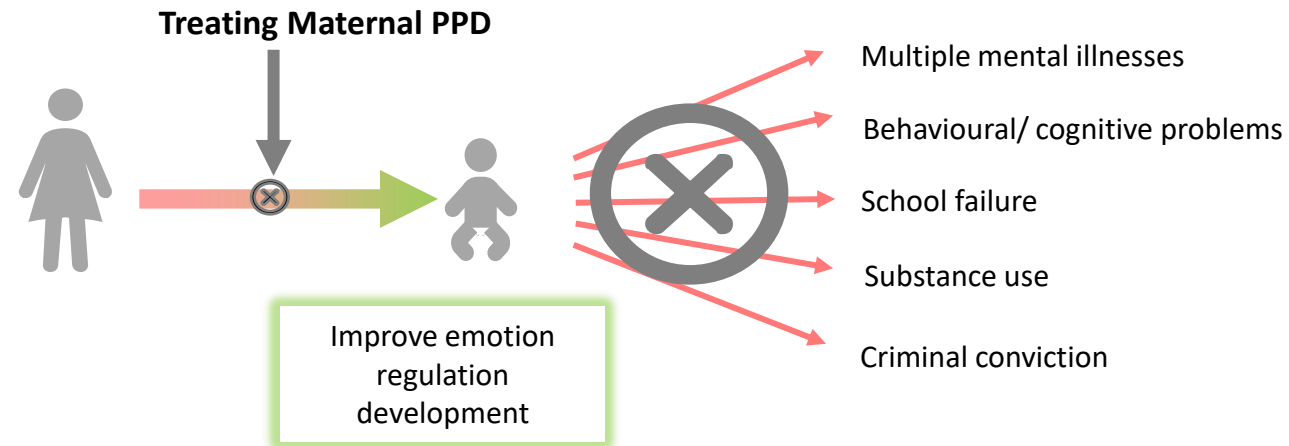 Treating Maternal PPD
Multiple mental illnesses
Behavioural/ cognitive problems
School failure
Substance use
Criminal conviction
Improve emotion
regulation
development